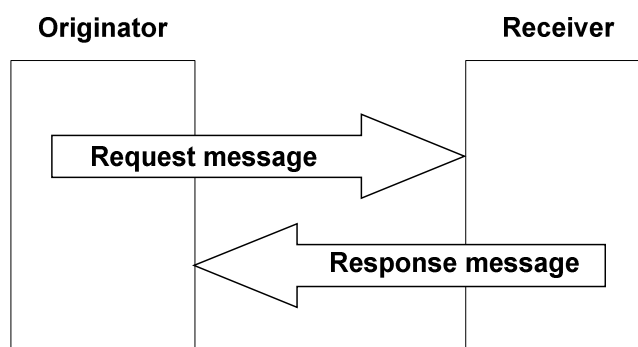 Originator
Receiver
Request message
Response message